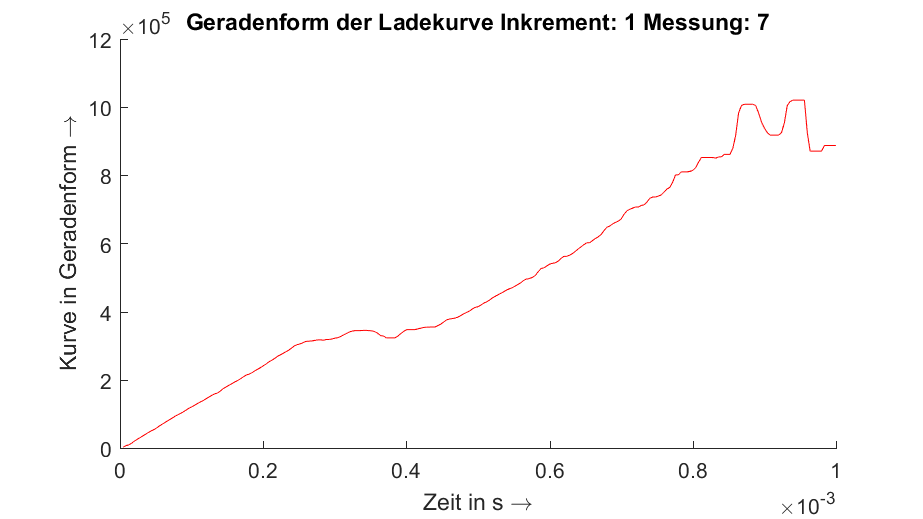 ×10^5 Geradenform der Ladekurve Inkrement: 1 Messung: 7
12
10
8
6
4
2
0
Kurve in Geradenform →
0 0.2 0.4 0.6 0.8 1
Zeit in s →
×10^-3